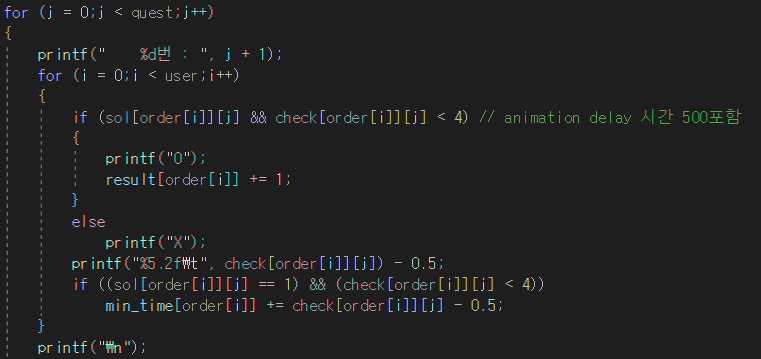 for (j = 0;j < quest;j++)
{
    printf("    %d번 : ", j + 1);
    for (i = 0;i < user;i++)
    {
        if (sol[order[i]][j] && check[order[i]][j] < 4) // animation delay 시간 500포함
        {
            printf("O");
            result[order[i]] += 1;
        }
        else
            printf("X");
        printf("%5.2f₩t", check[order[i]][j]) - 0.5;
        if ((sol[order[i]][j] == 1) && (check[order[i]][j] < 4))
            min_time[order[i]] += check[order[i]][j] - 0.5;
    }
    printf("₩n");